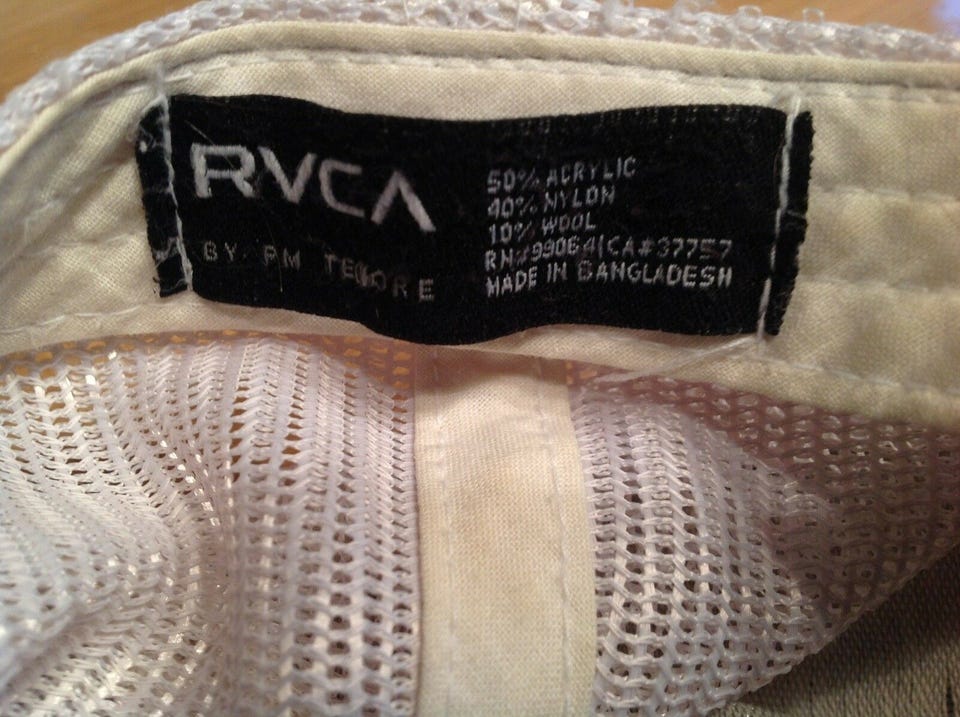 RVCA
BY PM TENORE
50% ACRYLIC
40% NYLON
10% WOOL
RN#99064|CA#37757
MADE IN BANGLADESH